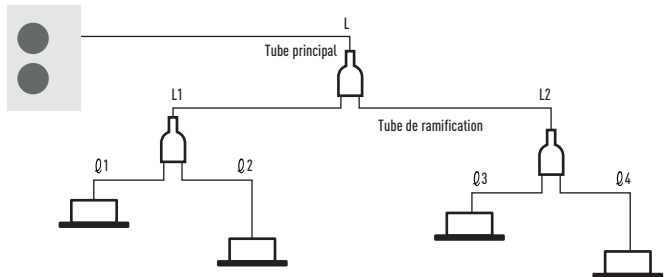 L
Tube principal
L1
L2
Tube de ramification
ℓ1
ℓ2
ℓ3
ℓ4